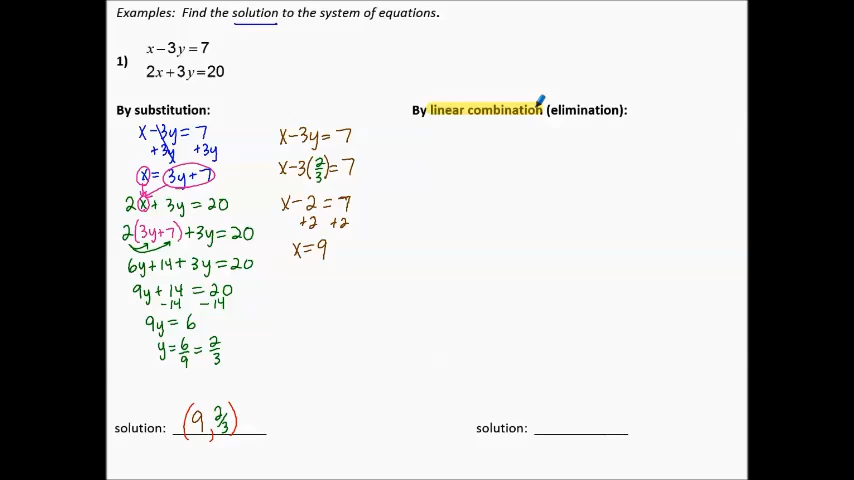 Examples: Find the solution to the system of equations.
x − 3y = 7
1)
2x + 3y = 20
By substitution:
x − 3y = 7
+3y +3y
x = 3y + 7
2x + 3y = 20
2(3y+7) + 3y = 20
6y + 14 + 3y = 20
9y + 14 = 20
−14 −14
9y = 6
y = 6/9 = 2/3
x − 3y = 7
x − 3(2/3) = 7
x − 2 = 7
+2 +2
x = 9
solution: (9, 2/3)
By linear combination (elimination):
solution: